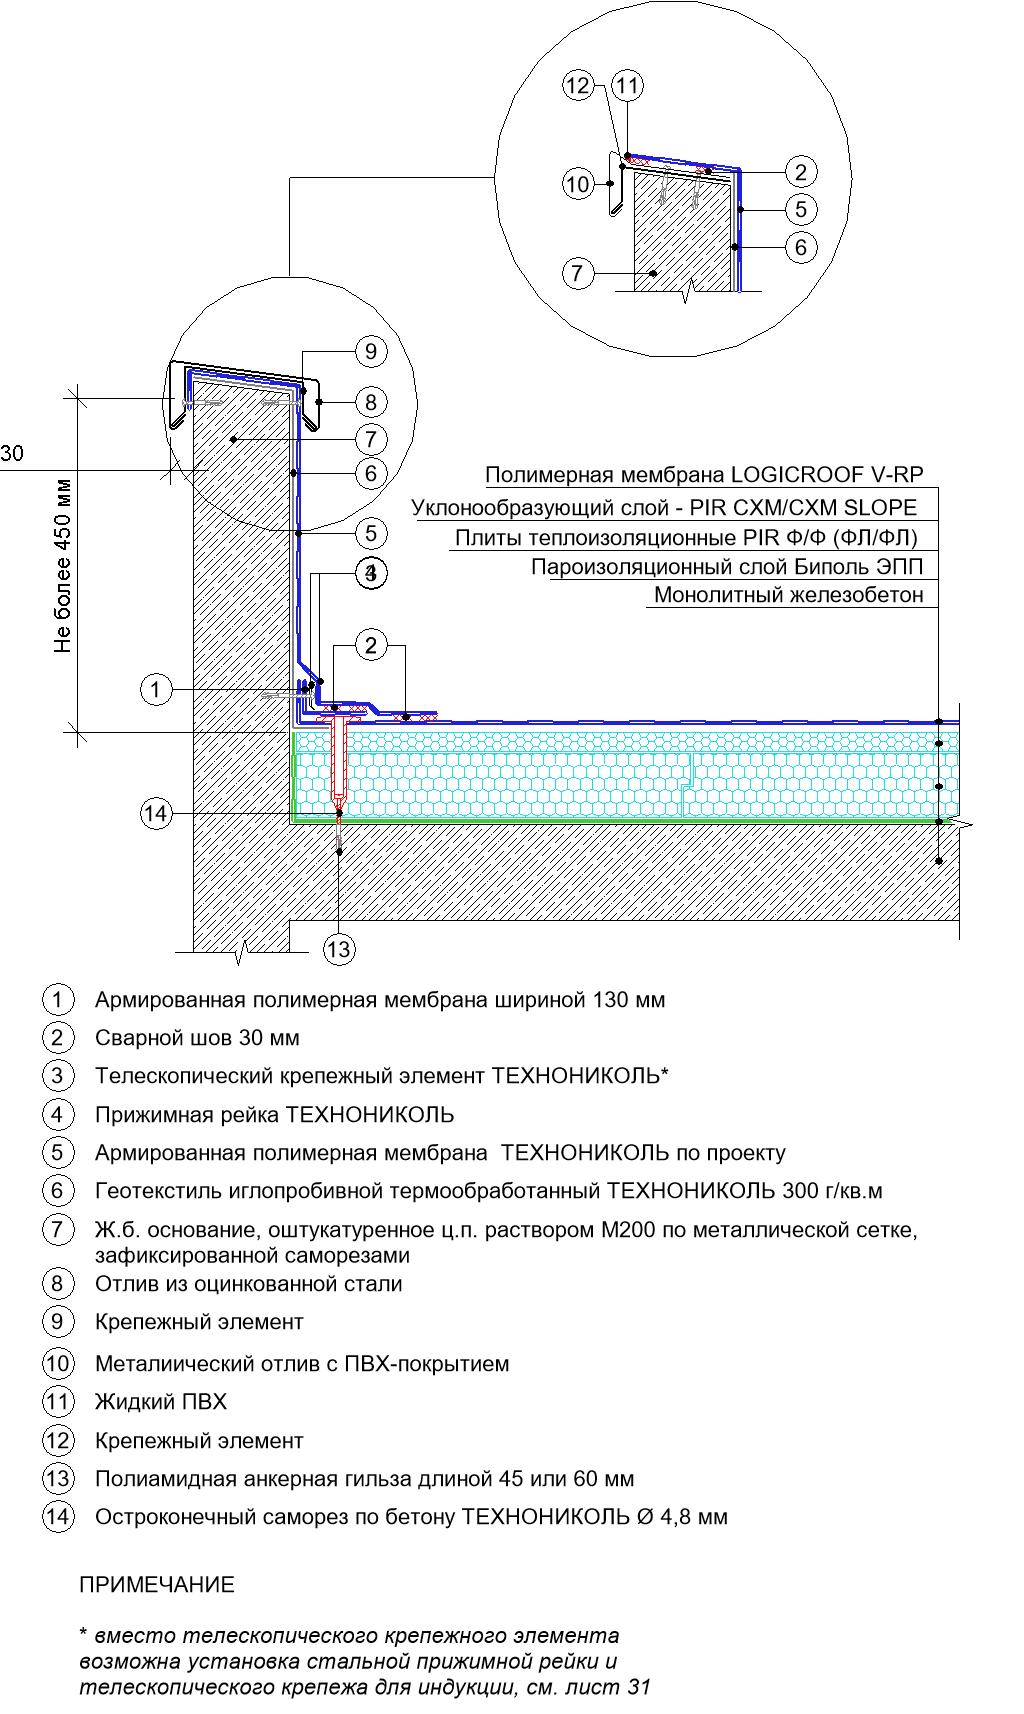 12
11
10
2
5
6
7
9
8
7
6
5
2
1
14
13
30
Не более 450 мм
Полимерная мембрана LOGICROOF V-RP
Уклонообразующий слой - PIR СХМ/СХМ SLOPE
Плиты теплоизоляционные PIR Ф/Ф (ФЛ/ФЛ)
Пароизоляционный слой Биполь ЭПП
Монолитный железобетон
1 Армированная полимерная мембрана шириной 130 мм
2 Сварной шов 30 мм
3 Телескопический крепежный элемент ТЕХНОНИКОЛЬ*
4 Прижимная рейка ТЕХНОНИКОЛЬ
5 Армированная полимерная мембрана ТЕХНОНИКОЛЬ по проекту
6 Геотекстиль иглопробивной термообработанный ТЕХНОНИКОЛЬ 300 г/кв.м
7 Ж.б. основание, оштукатуренное ц.п. раствором М200 по металлической сетке,
зафиксированной саморезами
8 Отлив из оцинкованной стали
9 Крепежный элемент
10 Металиический отлив с ПВХ-покрытием
11 Жидкий ПВХ
12 Крепежный элемент
13 Полиамидная анкерная гильза длиной 45 или 60 мм
14 Остроконечный саморез по бетону ТЕХНОНИКОЛЬ Ø 4,8 мм
ПРИМЕЧАНИЕ
* вместо телескопического крепежного элемента
возможна установка стальной прижимной рейки и
телескопического крепежа для индукции, см. лист 31